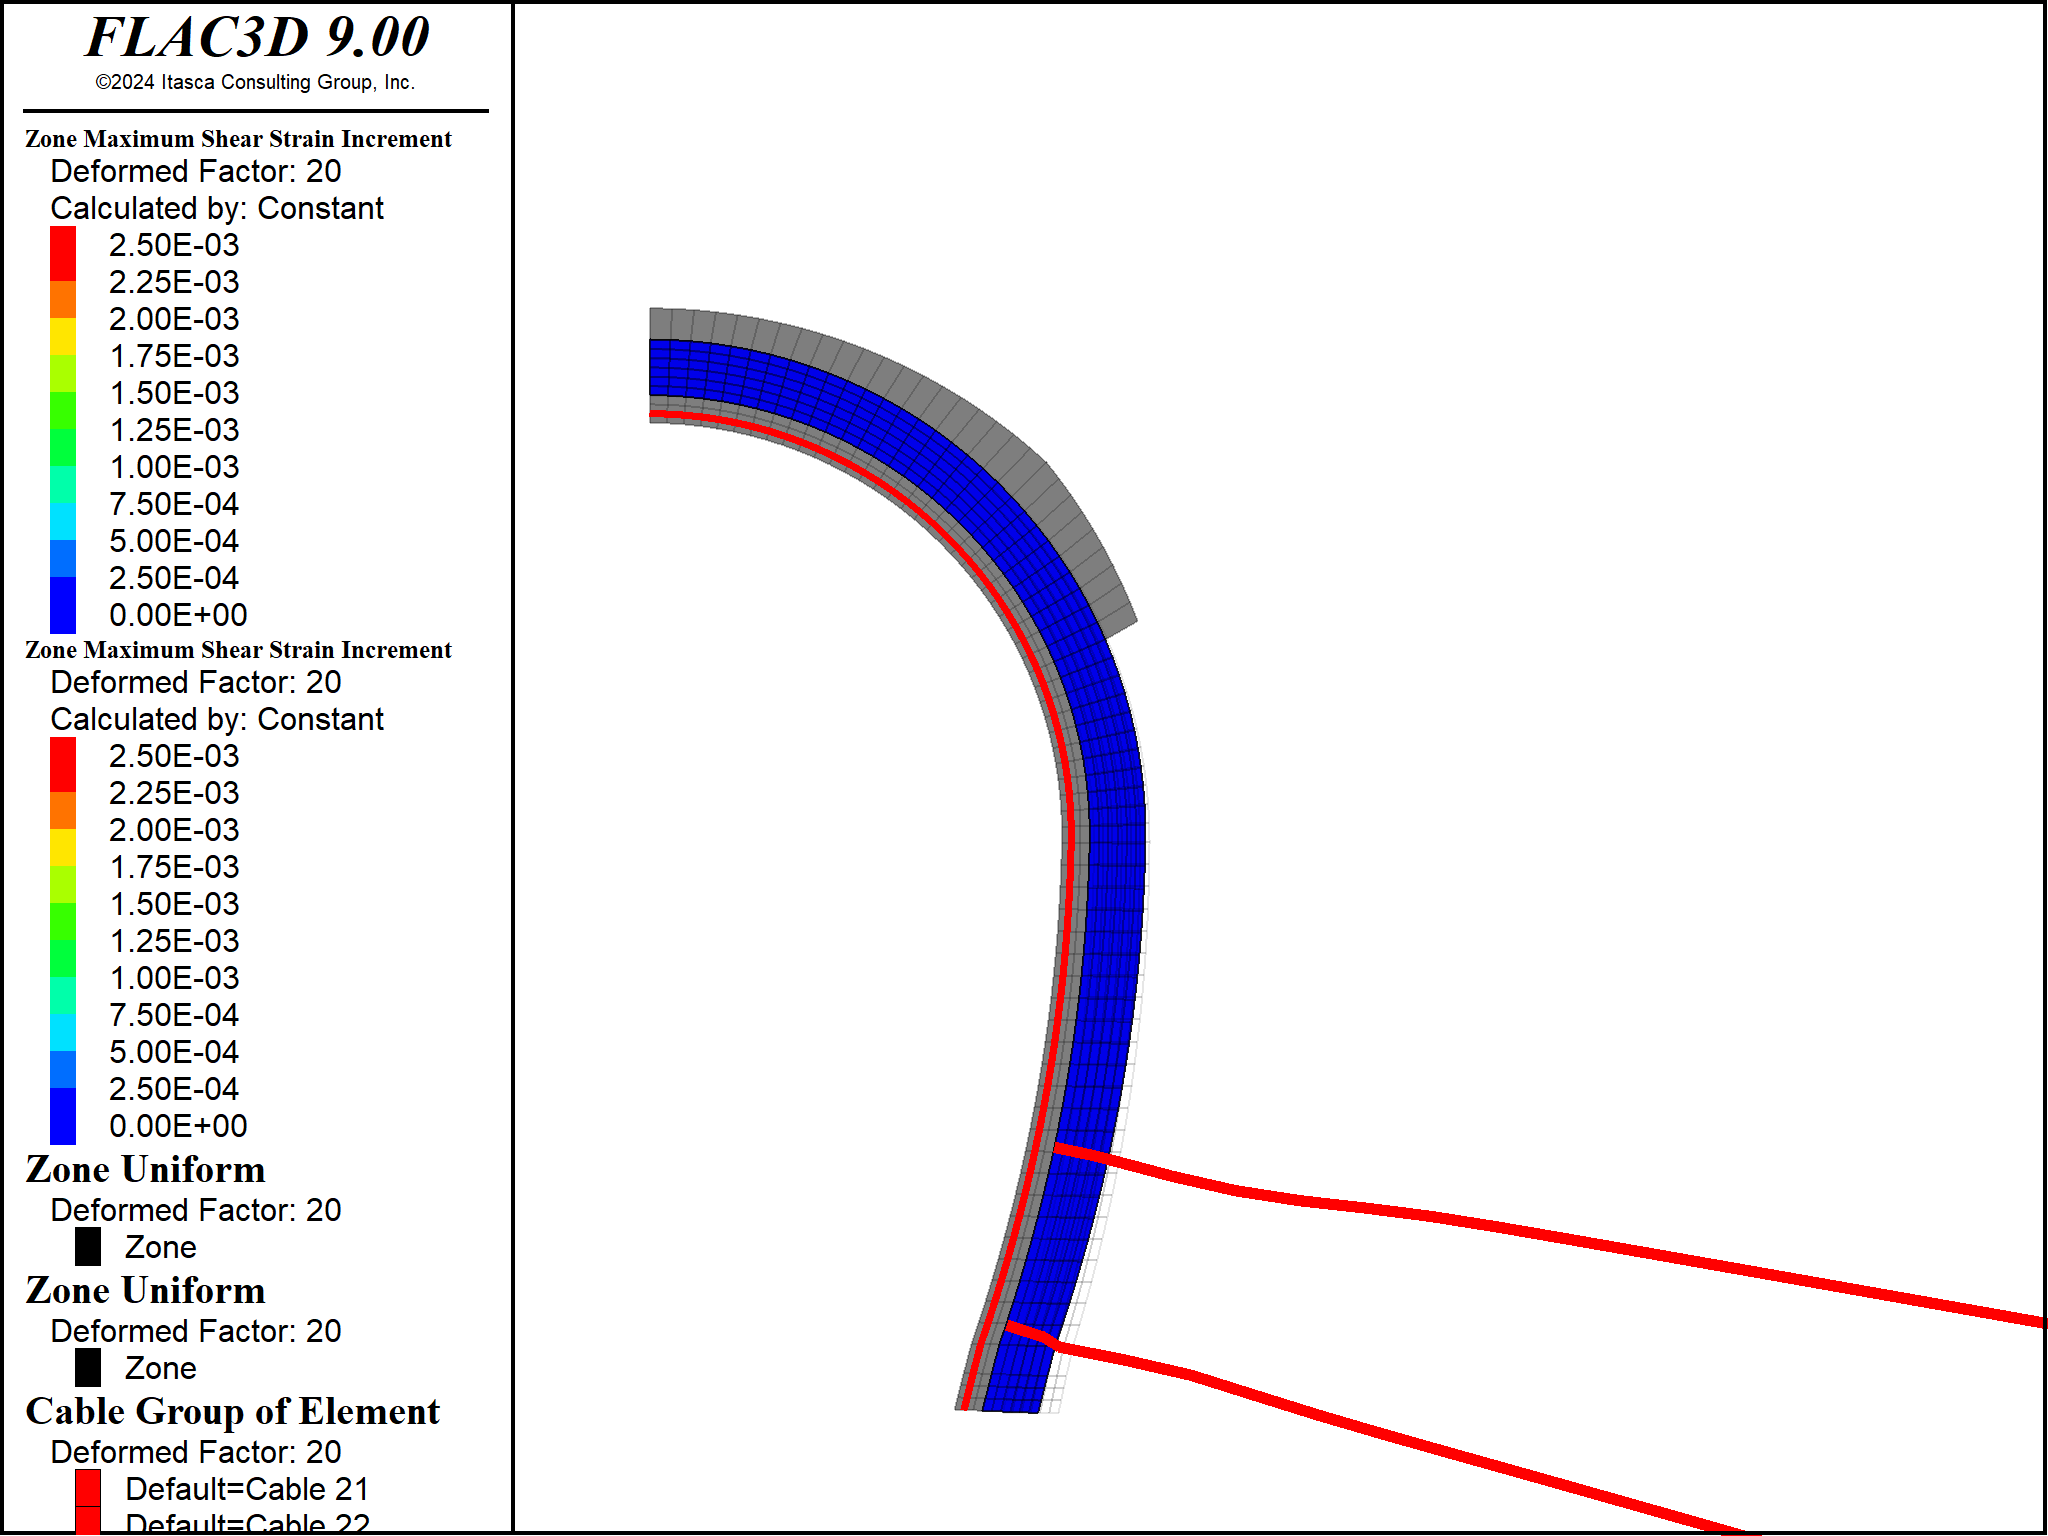 FLAC3D 9.00
©2024 Itasca Consulting Group, Inc.
Zone Maximum Shear Strain Increment
Deformed Factor: 20
Calculated by: Constant
2.50E-03
2.25E-03
2.00E-03
1.75E-03
1.50E-03
1.25E-03
1.00E-03
7.50E-04
5.00E-04
2.50E-04
0.00E+00
Zone Maximum Shear Strain Increment
Deformed Factor: 20
Calculated by: Constant
2.50E-03
2.25E-03
2.00E-03
1.75E-03
1.50E-03
1.25E-03
1.00E-03
7.50E-04
5.00E-04
2.50E-04
0.00E+00
Zone Uniform
Deformed Factor: 20
Zone
Zone Uniform
Deformed Factor: 20
Zone
Cable Group of Element
Deformed Factor: 20
Default=Cable 21
Default=Cable 22